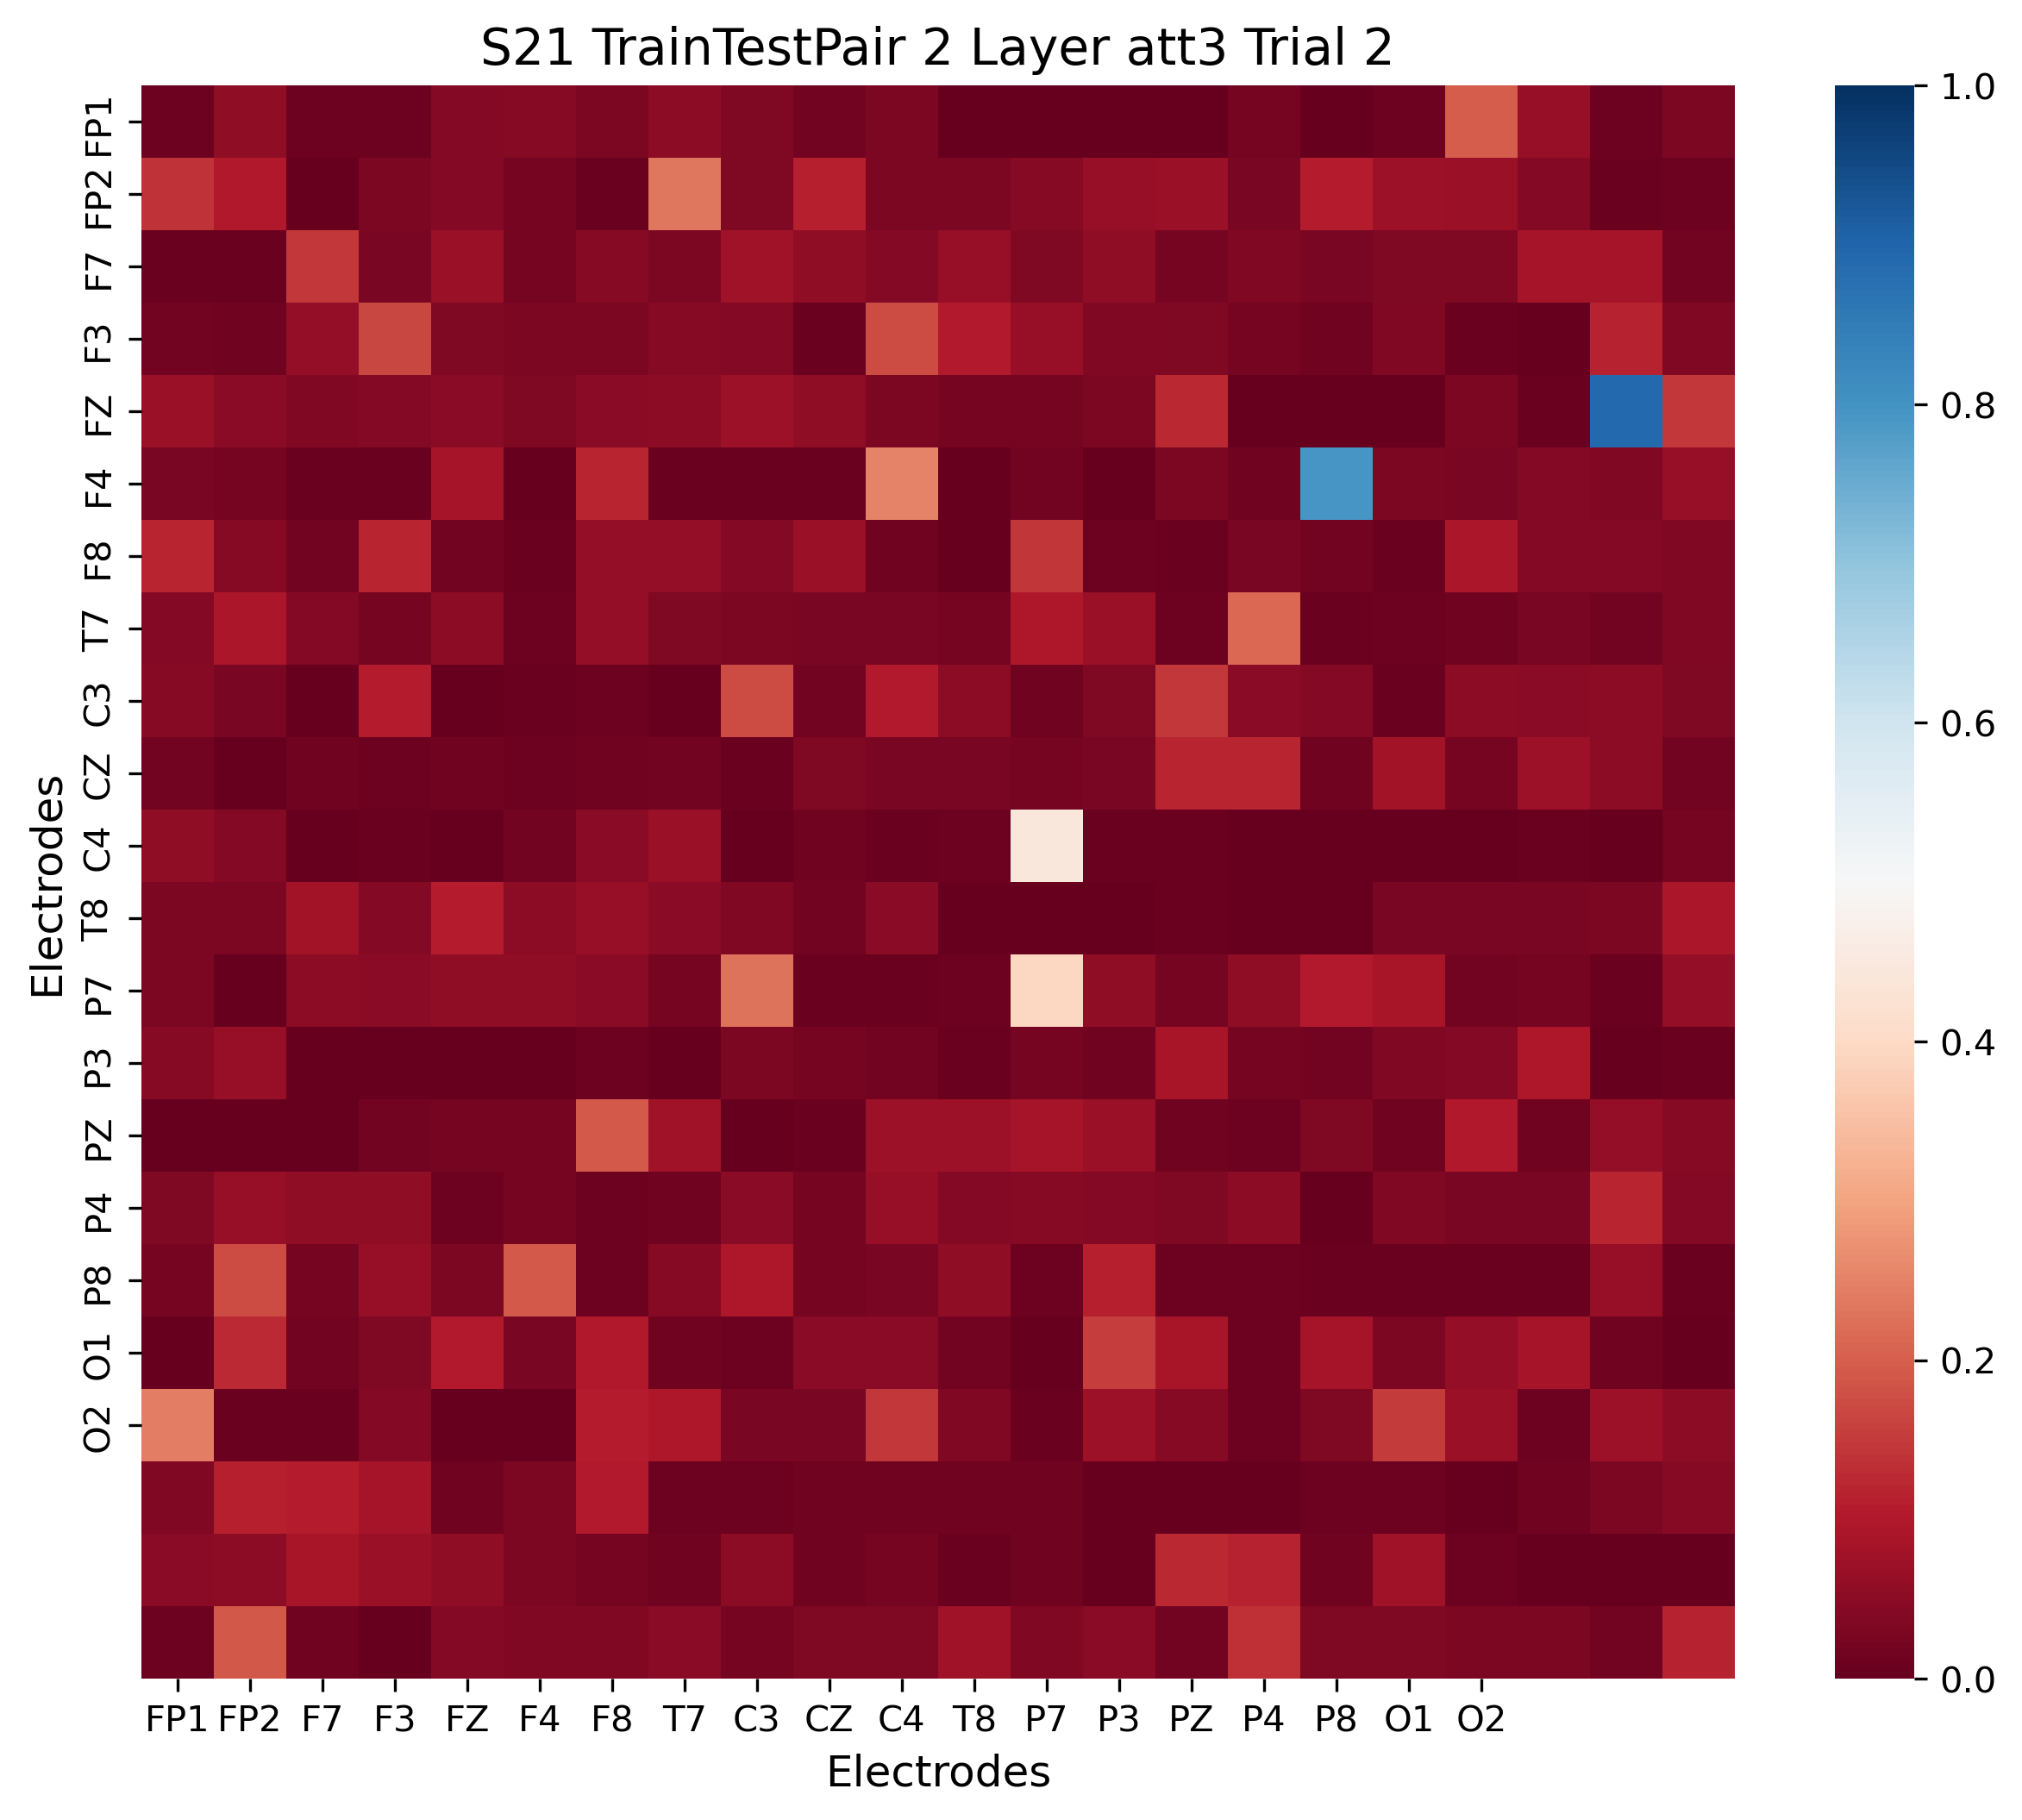 S21 TrainTestPair 2 Layer att3 Trial 2
Electrodes
FP1
FP2
F7
F3
FZ
F4
F8
T7
C3
CZ
C4
T8
P7
P3
PZ
P4
P8
O1
O2
FP1 FP2 F7 F3 FZ F4 F8 T7 C3 CZ C4 T8 P7 P3 PZ P4 P8 O1 O2
Electrodes
1.0
0.8
0.6
0.4
0.2
0.0